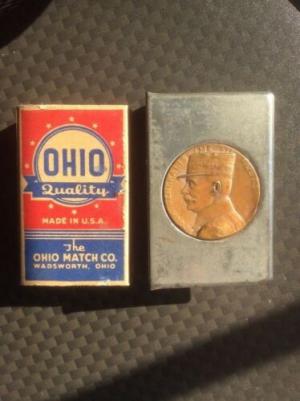 OHIO
Quality
MADE IN U.S.A.
The
OHIO MATCH CO.
WADSWORTH, OHIO